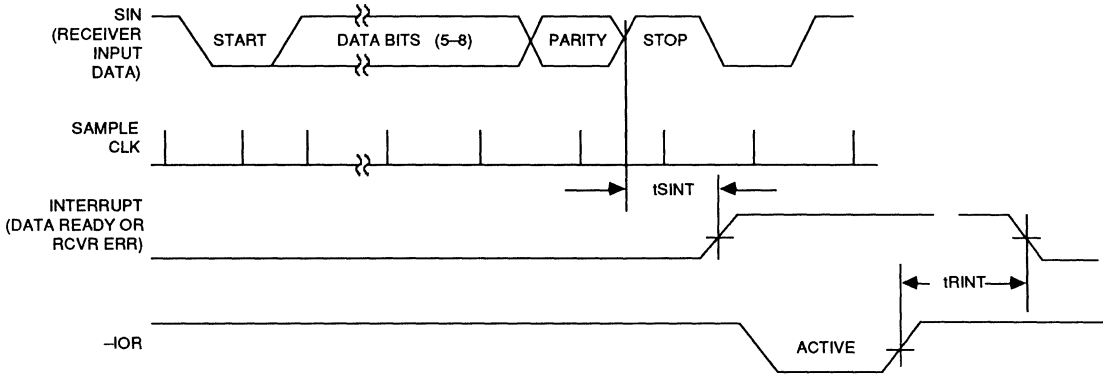 SIN
(RECEIVER
INPUT
DATA)
START
DATA BITS (5–8)
PARITY
STOP
SAMPLE
CLK
tSINT
INTERRUPT
(DATA READY OR
RCVR ERR)
tRINT
–IOR
ACTIVE